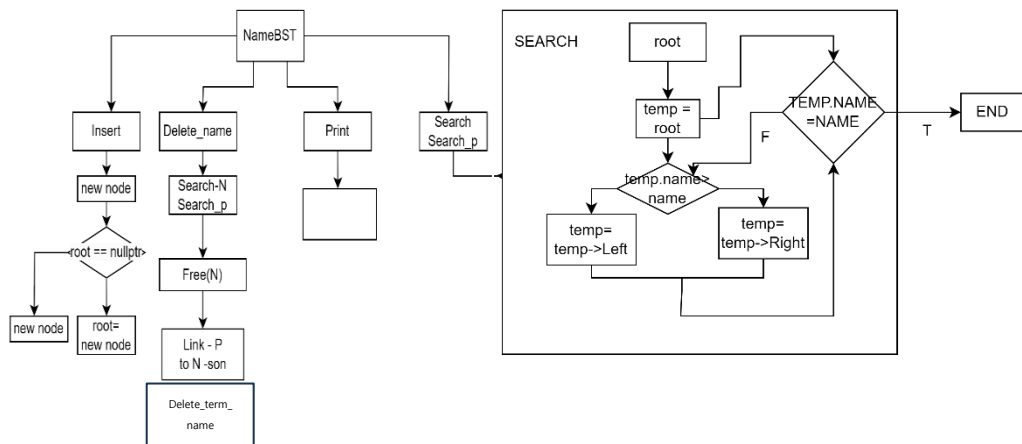 NameBST
Insert
Delete_name
Print
Search
Search_p
new node
Search-N
Search_p
root == nullptr
Free(N)
new node
root=
new node
Link - P
to N -son
Delete_term_
name
SEARCH
root
temp =
root
TEMP.NAME
=NAME
F
T
END
temp.name>
name
temp=
temp->Left
temp=
temp->Right